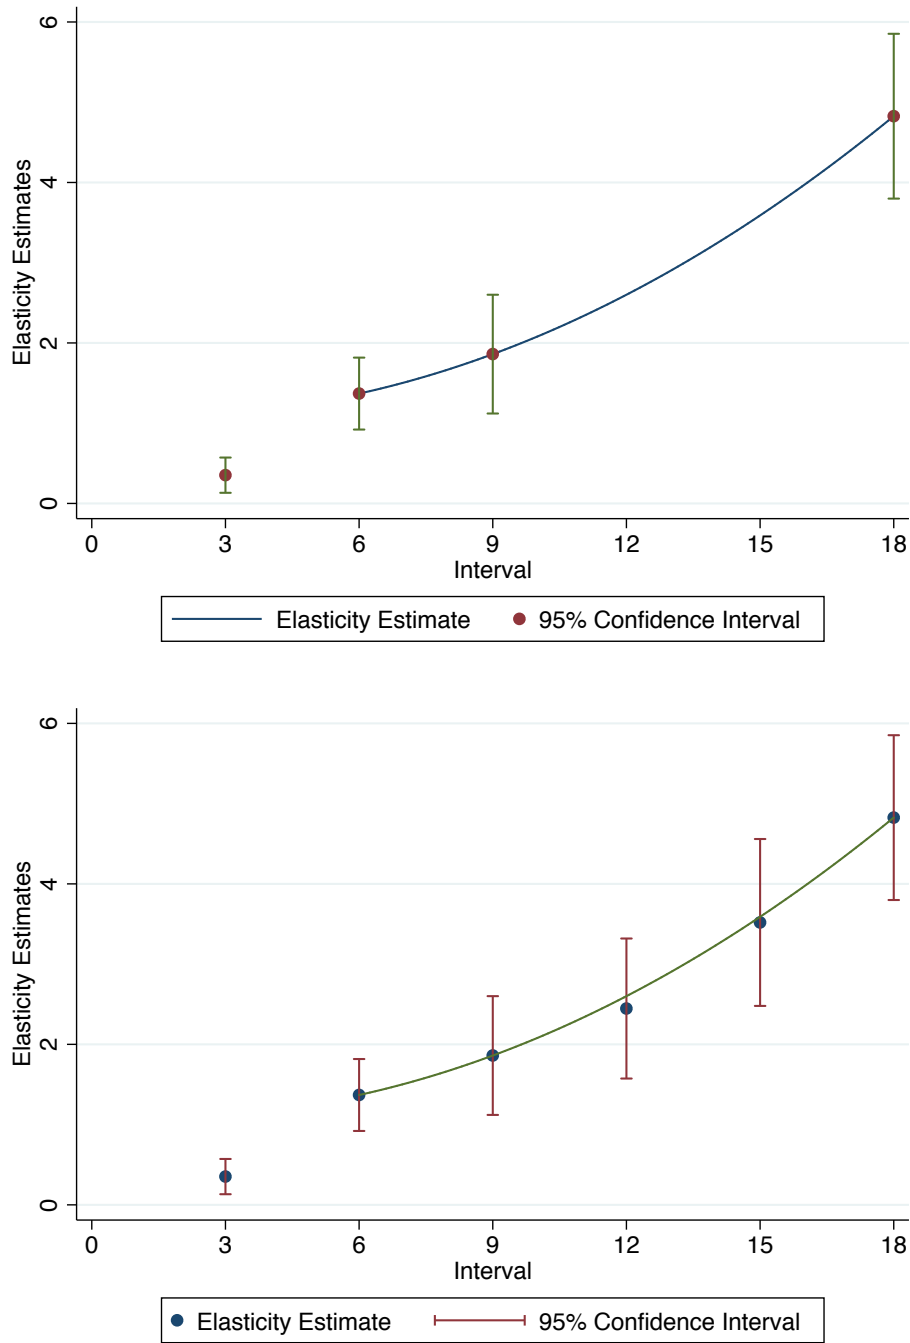 6
4
2
0
Elasticity Estimates
0 3 6 9 12 15 18
Interval
Elasticity Estimate 95% Confidence Interval
6
4
2
0
Elasticity Estimates
0 3 6 9 12 15 18
Interval
Elasticity Estimate 95% Confidence Interval